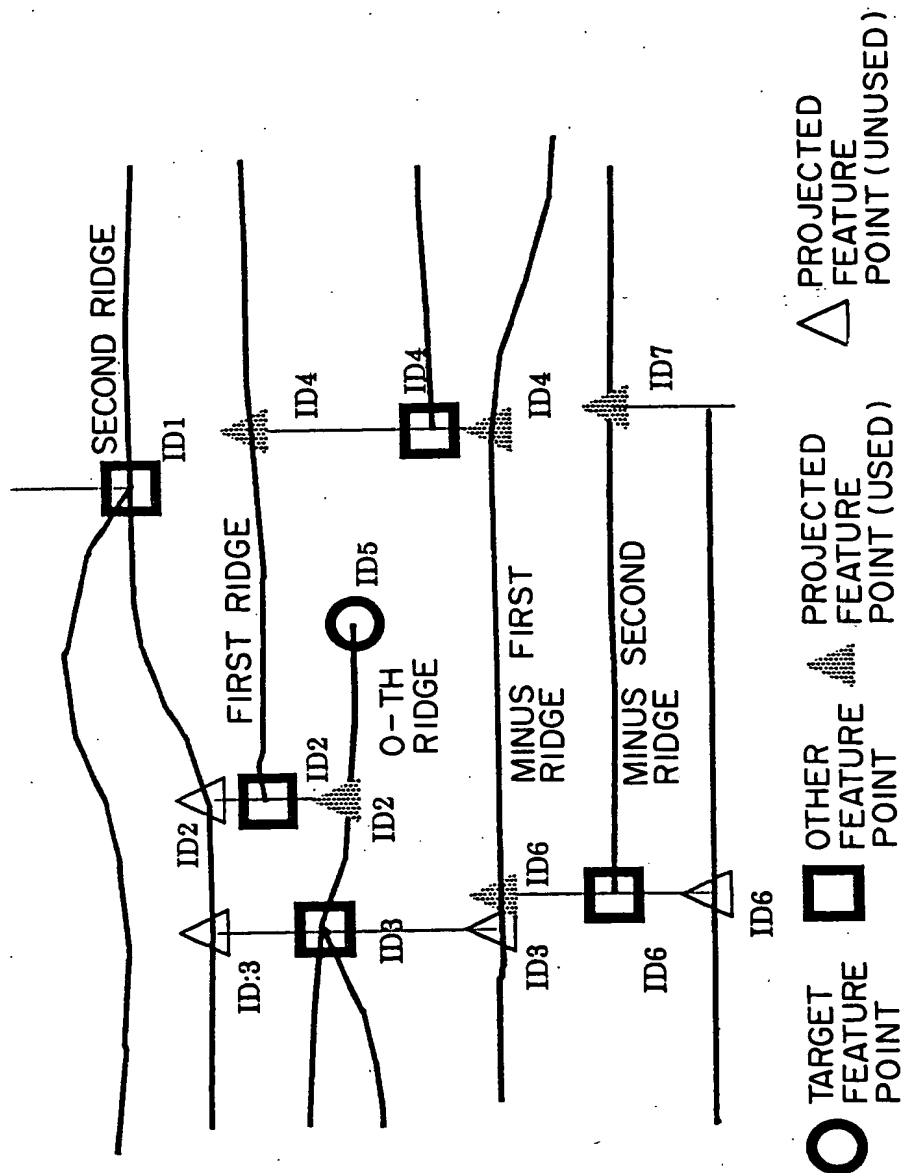 SECOND RIDGE
ID1
FIRST RIDGE
ID4
ID2
ID:3
ID2
ID2
ID3
O-TH
RIDGE
ID5
ID4
ID4
MINUS FIRST
RIDGE
ID3
ID6
MINUS SECOND
RIDGE
ID7
ID6
ID6
TARGET
FEATURE
POINT
OTHER
FEATURE
POINT
PROJECTED
FEATURE
POINT (USED)
PROJECTED
FEATURE
POINT (UNUSED)